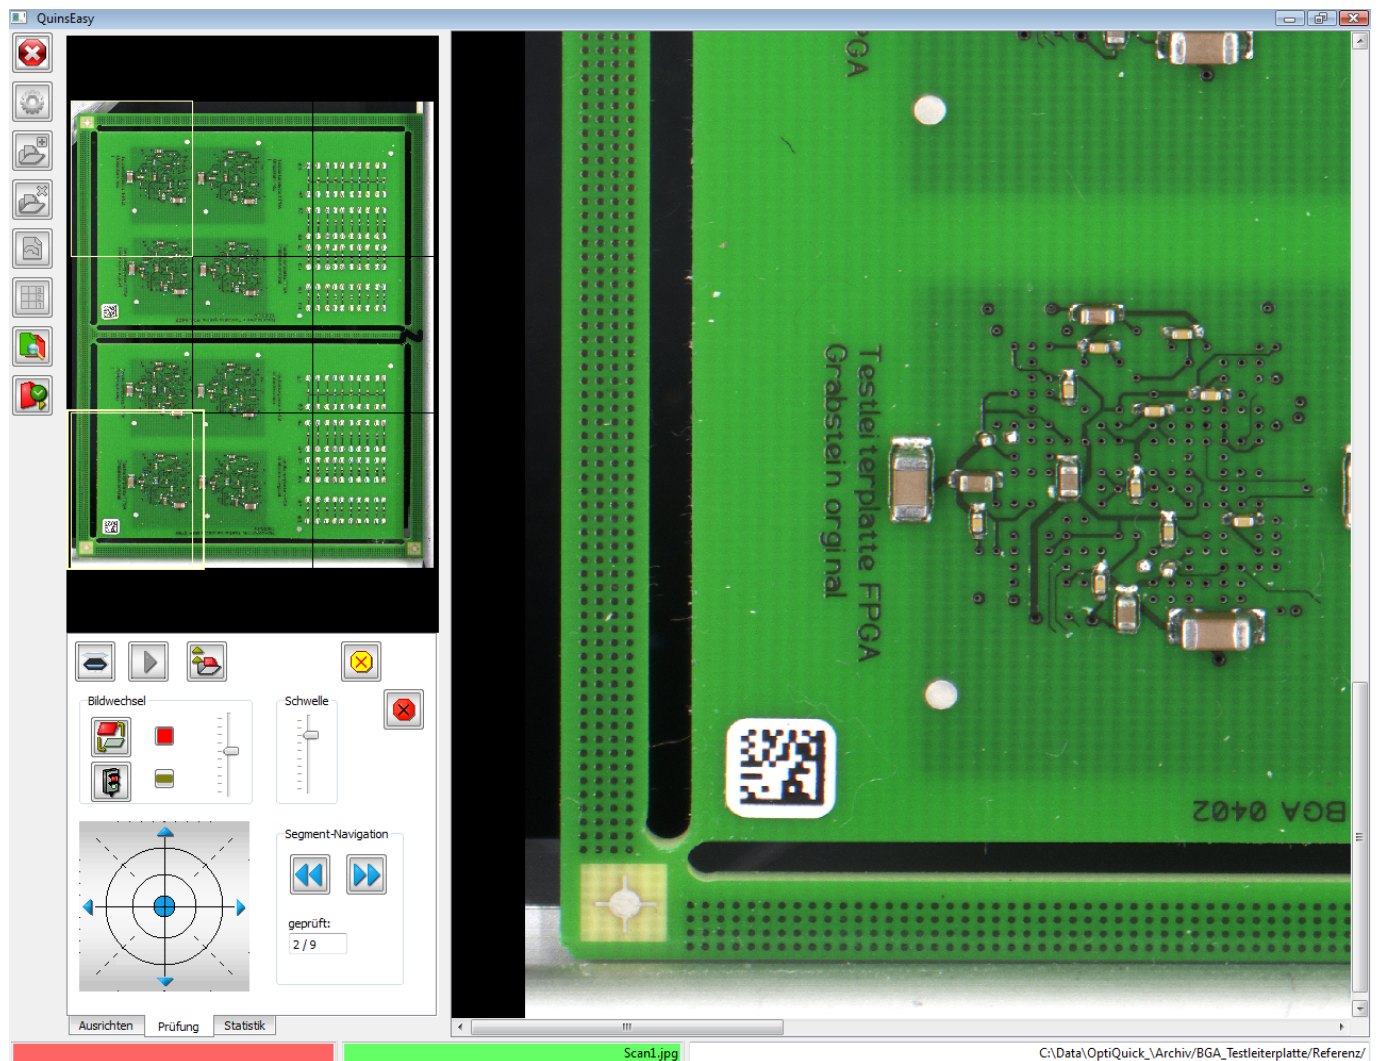 QuinsEasy
FPGA
Testleiterplatte FPGA
Grabstein orginal
BGA 0402
Bildwechsel
Schwelle
Segment-Navigation
geprüft:
2 / 9
Ausrichten
Prüfung
Statistik
Scan1.jpg
C:\Data\OptiQuick_\Archiv/BGA_Testleiterplatte/Referenz/